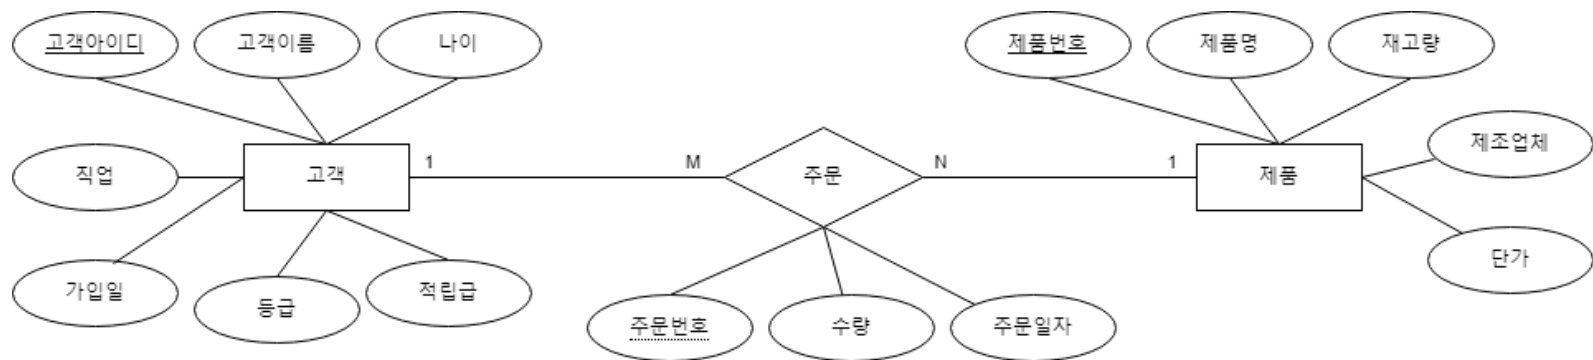 고객아이디
고객이름
나이
제품번호
제품명
재고량
직업
고객
1
M
주문
N
1
제품
제조업체
가입일
등급
적립급
주문번호
수량
주문일자
단가